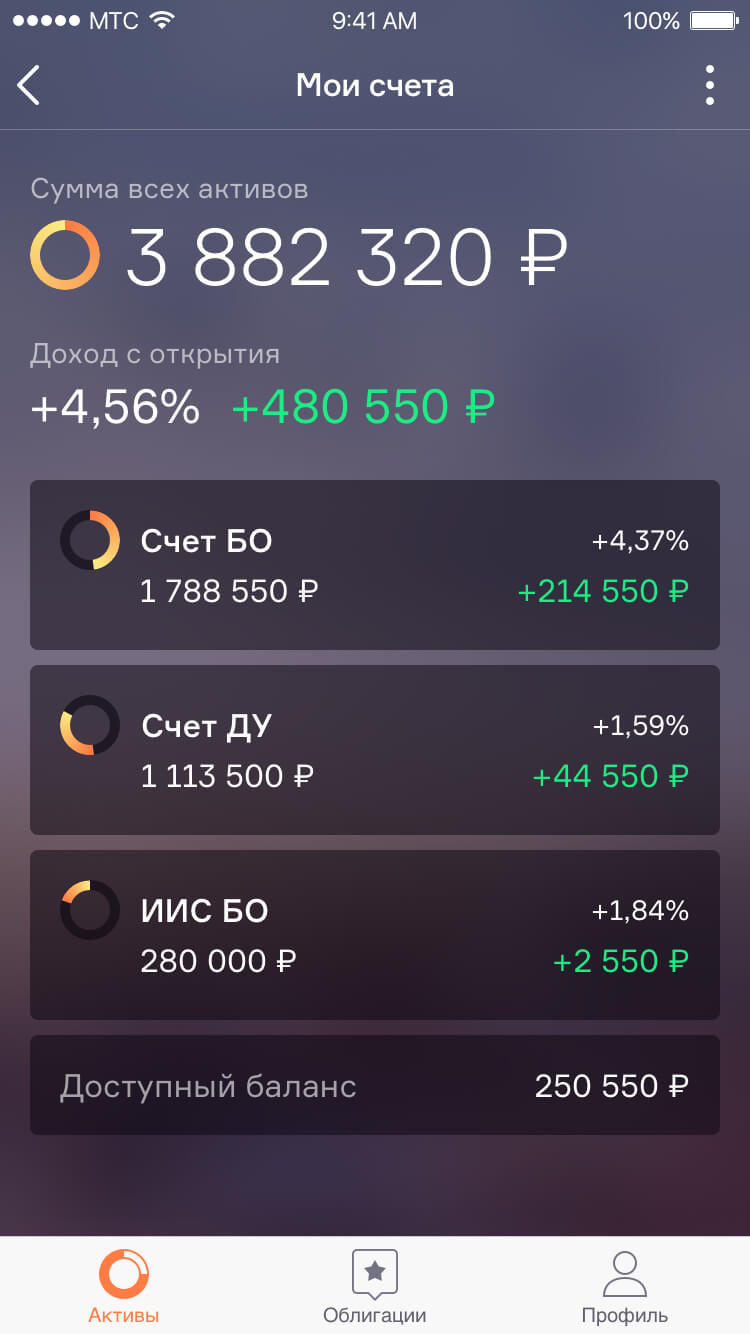 МТС 9:41 AM 100%
Мои счета
Сумма всех активов
3 882 320 ₽
Доход с открытия
+4,56% +480 550 ₽
Счет БО +4,37%
1 788 550 ₽ +214 550 ₽
Счет ДУ +1,59%
1 113 500 ₽ +44 550 ₽
ИИС БО +1,84%
280 000 ₽ +2 550 ₽
Доступный баланс 250 550 ₽
Активы Облигации Профиль